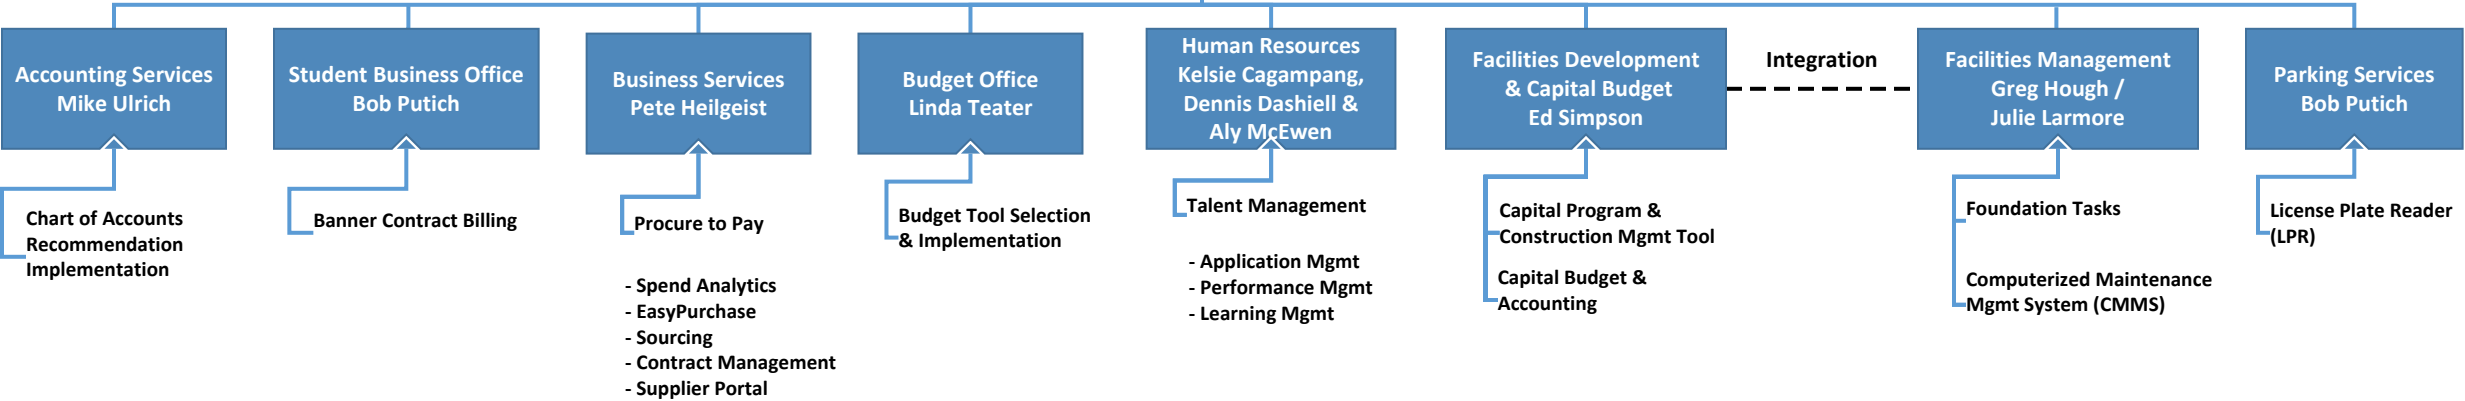 Accounting Services
Mike Ulrich
Student Business Office
Bob Putich
Business Services
Pete Heilgeist
Budget Office
Linda Teater
Human Resources
Kelsie Cagampang,
Dennis Dashiell &
Aly McEwen
Facilities Development
& Capital Budget
Ed Simpson
Integration
Facilities Management
Greg Hough /
Julie Larmore
Parking Services
Bob Putich
Chart of Accounts
Recommendation
Implementation
Banner Contract Billing
Procure to Pay
- Spend Analytics
- EasyPurchase
- Sourcing
- Contract Management
- Supplier Portal
Budget Tool Selection
& Implementation
Talent Management
- Application Mgmt
- Performance Mgmt
- Learning Mgmt
Capital Program &
Construction Mgmt Tool
Capital Budget &
Accounting
Foundation Tasks
Computerized Maintenance
Mgmt System (CMMS)
License Plate Reader
(LPR)